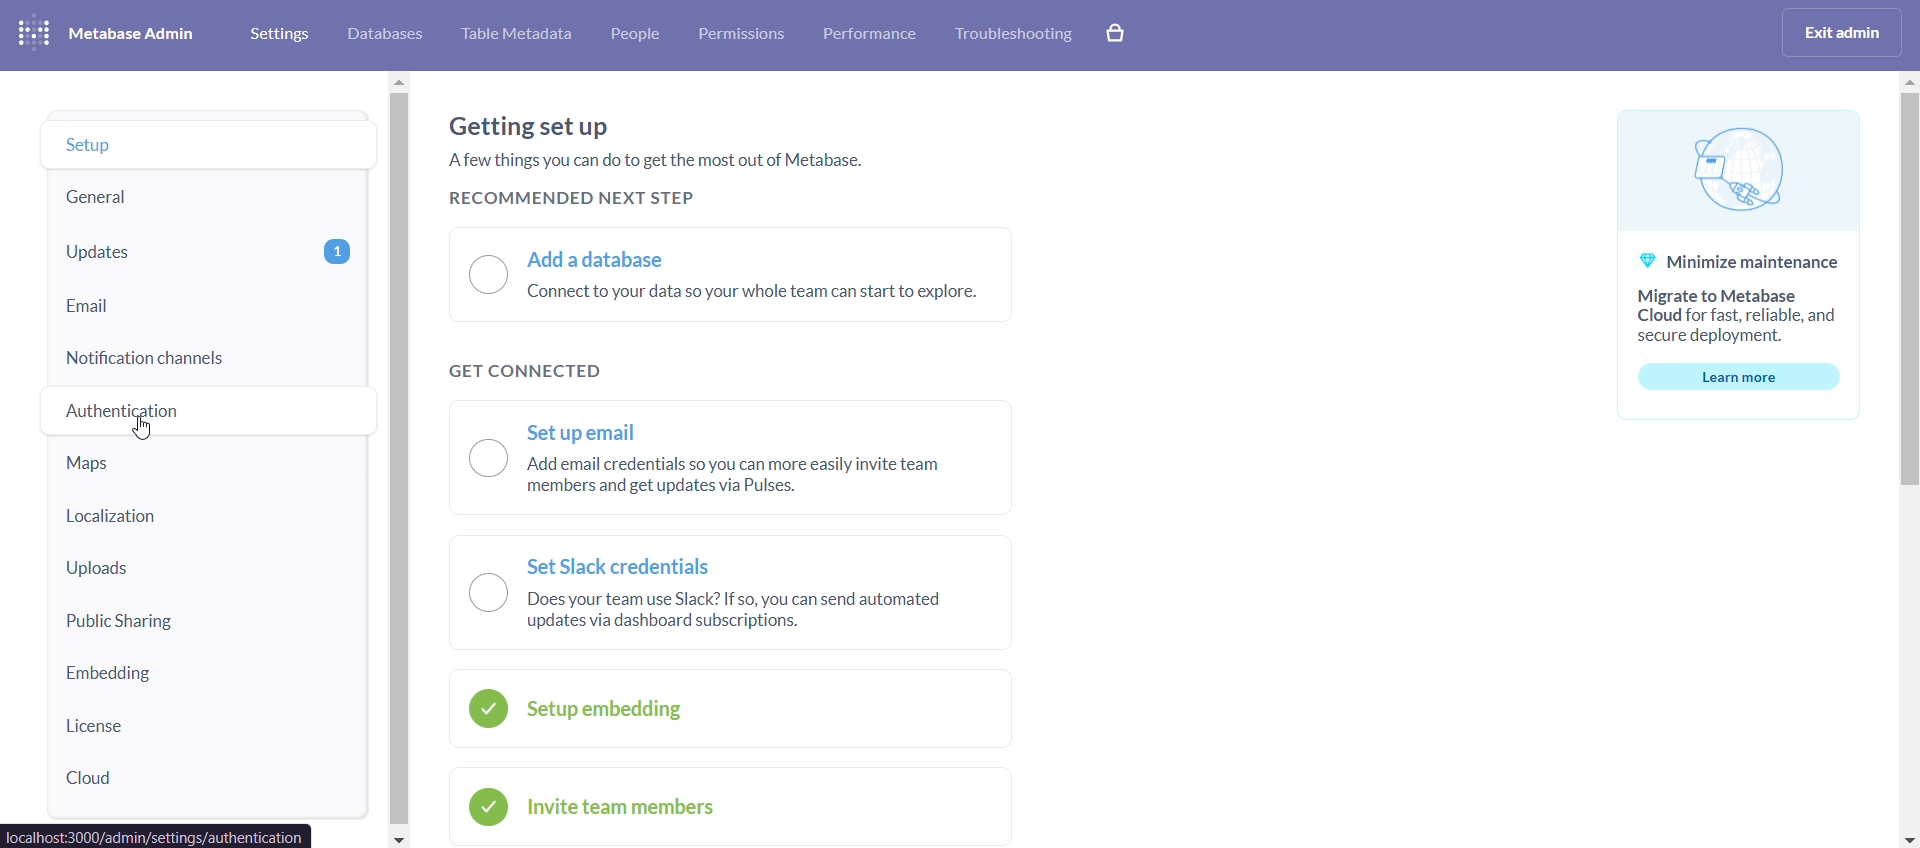 Metabase Admin
Settings
Databases
Table Metadata
People
Permissions
Performance
Troubleshooting
Exit admin
Setup
General
Updates
1
Email
Notification channels
Authentication
Maps
Localization
Uploads
Public Sharing
Embedding
License
Cloud
localhost:3000/admin/settings/authentication
Getting set up
A few things you can do to get the most out of Metabase.
RECOMMENDED NEXT STEP
Add a database
Connect to your data so your whole team can start to explore.
GET CONNECTED
Set up email
Add email credentials so you can more easily invite team
members and get updates via Pulses.
Set Slack credentials
Does your team use Slack? If so, you can send automated
updates via dashboard subscriptions.
Setup embedding
Invite team members
Minimize maintenance
Migrate to Metabase
Cloud for fast, reliable, and
secure deployment.
Learn more